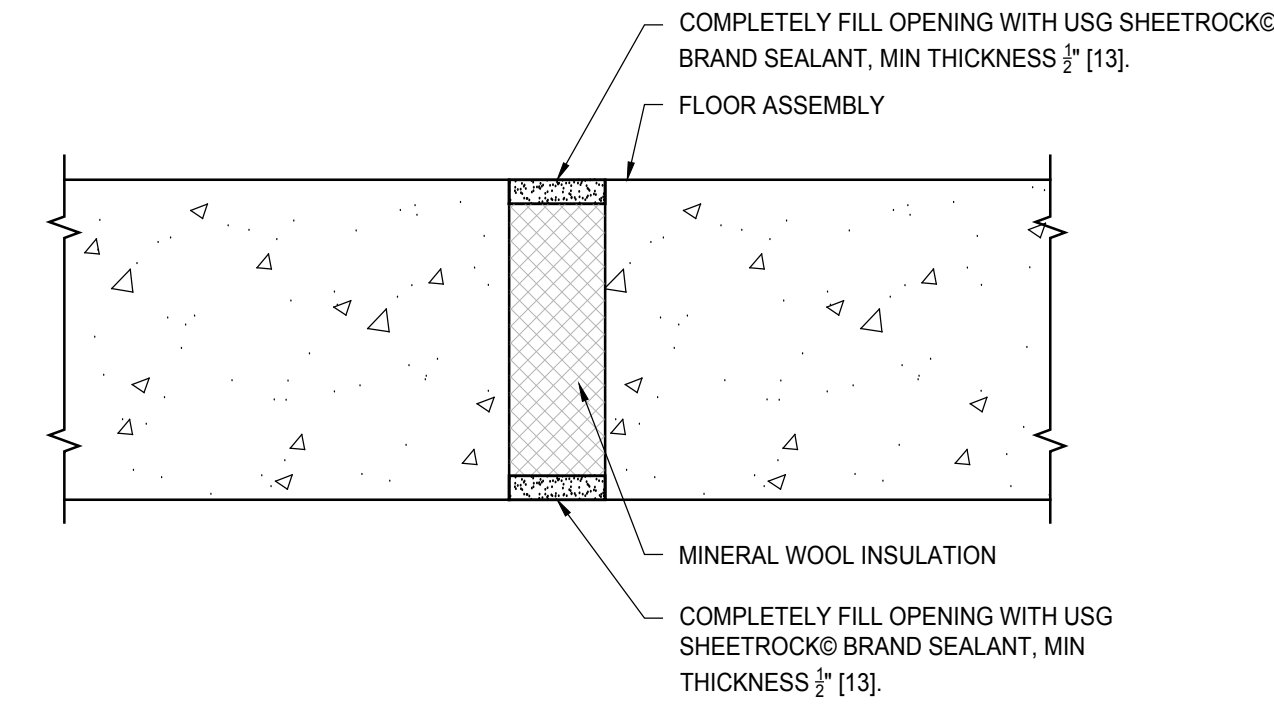 COMPLETELY FILL OPENING WITH USG SHEETROCK©
BRAND SEALANT, MIN THICKNESS 1/2" [13].
FLOOR ASSEMBLY
MINERAL WOOL INSULATION
COMPLETELY FILL OPENING WITH USG
SHEETROCK© BRAND SEALANT, MIN
THICKNESS 1/2" [13].